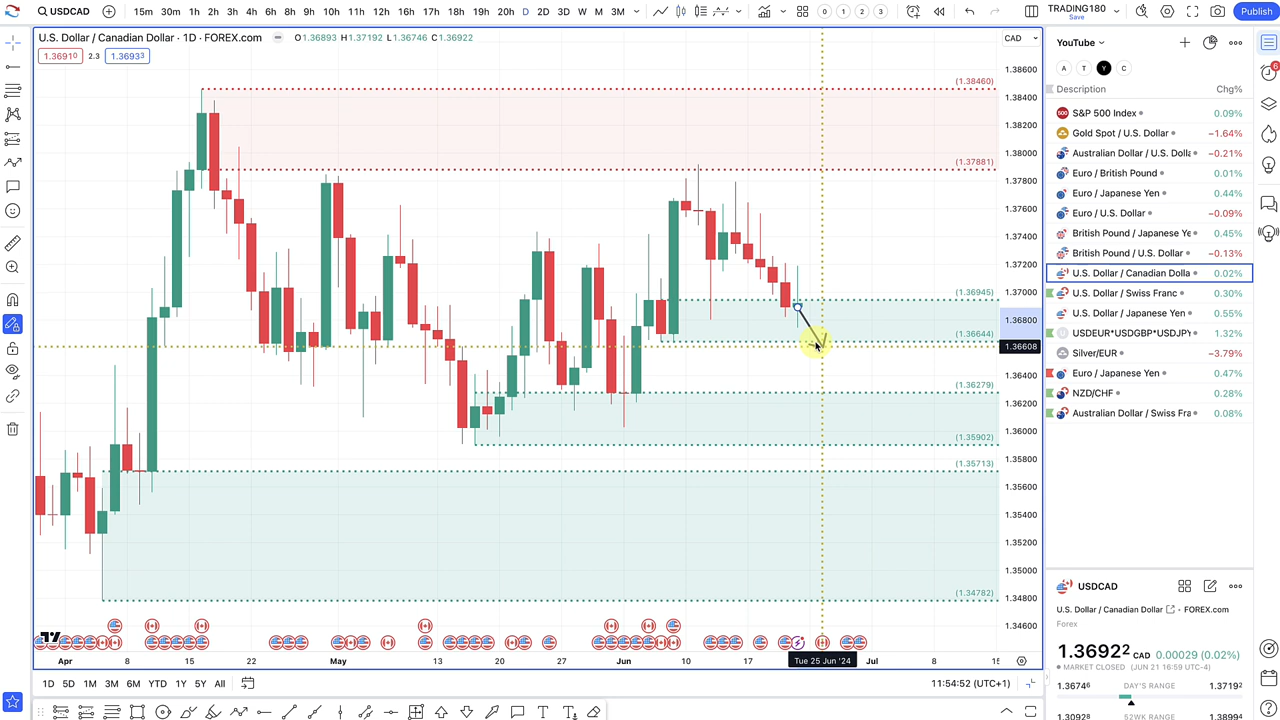 USDCAD 15m 30m 1h 2h 3h 4h 6h 8h 9h 10h 11h 12h 16h 17h 18h 19h 20h D 2D 3D W M 3M 0 1 2 3 TRADING180 Save Publish
U.S. Dollar / Canadian Dollar · 1D · FOREX.com O1.36893 H1.37192 L1.36746 C1.36922
1.36910 2.3 1.36933
CAD
1.38600
1.38400
1.38200
1.38000
1.37800
1.37600
1.37400
1.37200
1.37000
1.36800
1.36608
1.36400
1.36200
1.36000
1.35800
1.35600
1.35400
1.35200
1.35000
1.34800
1.34600
(1.38460)
(1.37881)
(1.36945)
(1.36644)
(1.36279)
(1.35902)
(1.35713)
(1.34782)
Apr 8 15 22 May 13 20 27 Jun 10 17 Tue 25 Jun '24 Jul 8 15
1D 5D 1M 3M 6M YTD 1Y 5Y All 11:54:52 (UTC+1)
YouTube
A T Y C
Description Chg%
S&P 500 Index 0.09%
Gold Spot / U.S. Dollar −1.64%
Australian Dollar / U.S. Dolla −0.21%
Euro / British Pound 0.01%
Euro / Japanese Yen 0.44%
Euro / U.S. Dollar −0.09%
British Pound / Japanese Ye 0.45%
British Pound / U.S. Dollar −0.13%
U.S. Dollar / Canadian Dolla 0.02%
U.S. Dollar / Swiss Franc 0.30%
U.S. Dollar / Japanese Yen 0.55%
USDEUR*USDGBP*USDJPY 1.32%
Silver/EUR −3.79%
Euro / Japanese Yen 0.47%
NZD/CHF 0.28%
Australian Dollar / Swiss Fra 0.08%
6
USDCAD
U.S. Dollar / Canadian Dollar · FOREX.com
Forex
1.36922 CAD 0.00029 (0.02%)
MARKET CLOSED (JUN 21 16:59 UTC-4)
1.36746 DAY'S RANGE 1.37192
1.30928 52WK RANGE 1.38994